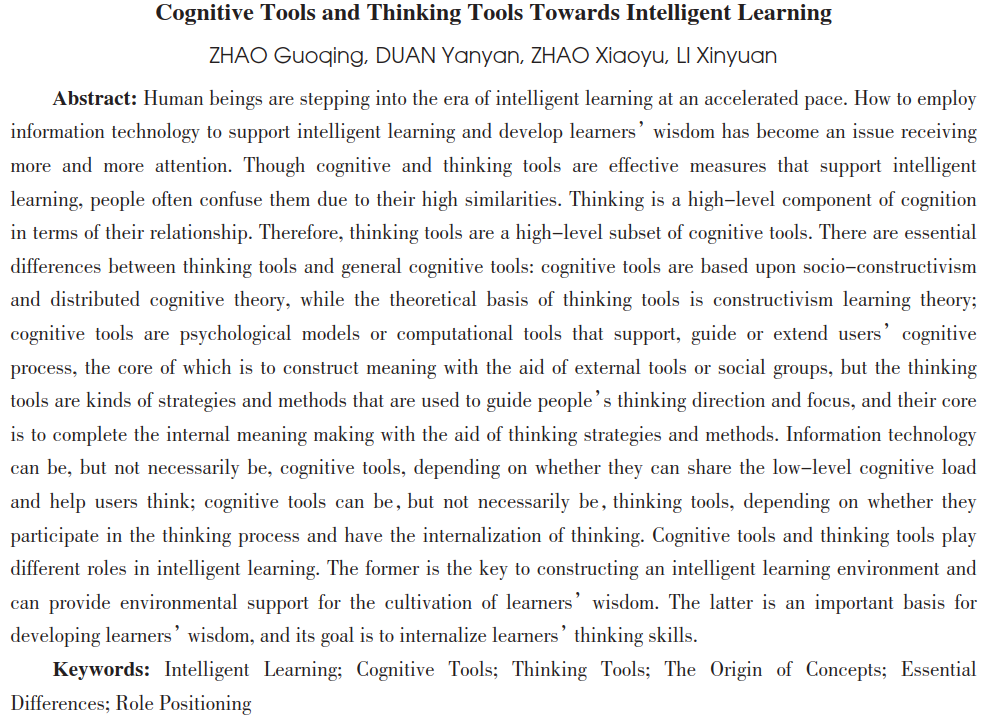 Cognitive Tools and Thinking Tools Towards Intelligent Learning
ZHAO Guoqing, DUAN Yanyan, ZHAO Xiaoyu, LI Xinyuan
Abstract: Human beings are stepping into the era of intelligent learning at an accelerated pace. How to employ
information technology to support intelligent learning and develop learners’ wisdom has become an issue receiving
more and more attention. Though cognitive and thinking tools are effective measures that support intelligent
learning, people often confuse them due to their high similarities. Thinking is a high-level component of cognition
in terms of their relationship. Therefore, thinking tools are a high-level subset of cognitive tools. There are essential
differences between thinking tools and general cognitive tools: cognitive tools are based upon socio-constructivism
and distributed cognitive theory, while the theoretical basis of thinking tools is constructivism learning theory;
cognitive tools are psychological models or computational tools that support, guide or extend users’ cognitive
process, the core of which is to construct meaning with the aid of external tools or social groups, but the thinking
tools are kinds of strategies and methods that are used to guide people’s thinking direction and focus, and their core
is to complete the internal meaning making with the aid of thinking strategies and methods. Information technology
can be, but not necessarily be, cognitive tools, depending on whether they can share the low-level cognitive load
and help users think; cognitive tools can be, but not necessarily be, thinking tools, depending on whether they
participate in the thinking process and have the internalization of thinking. Cognitive tools and thinking tools play
different roles in intelligent learning. The former is the key to constructing an intelligent learning environment and
can provide environmental support for the cultivation of learners’ wisdom. The latter is an important basis for
developing learners’ wisdom, and its goal is to internalize learners’ thinking skills.
Keywords: Intelligent Learning; Cognitive Tools; Thinking Tools; The Origin of Concepts; Essential
Differences; Role Positioning